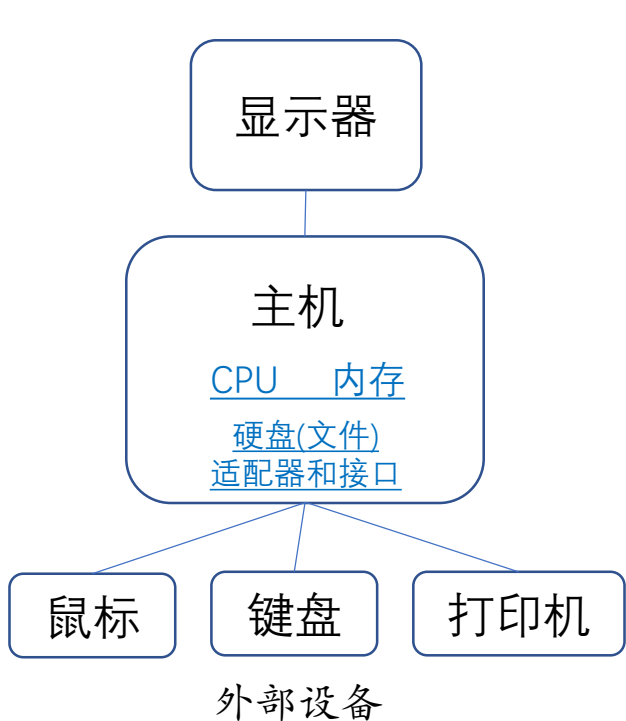 显示器
主机
CPU 内存
硬盘(文件)
适配器和接口
鼠标 键盘 打印机
外部设备